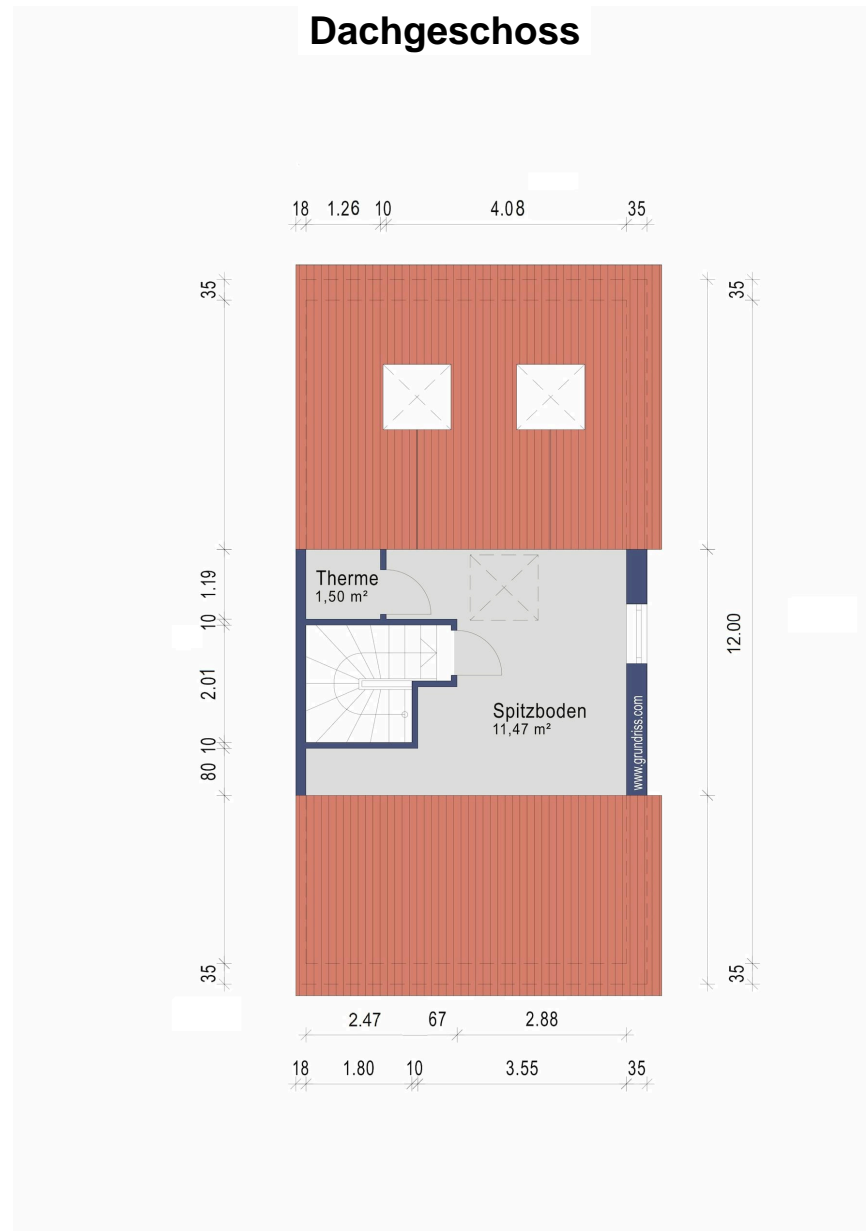 Dachgeschoss
18 1.26 10 4.08 35
35
35
1.19
10
2.01
10
80
35
12.00
35
Therme
1,50 m²
Spitzboden
11,47 m²
www.grundriss.com
2.47 67 2.88
18 1.80 10 3.55 35